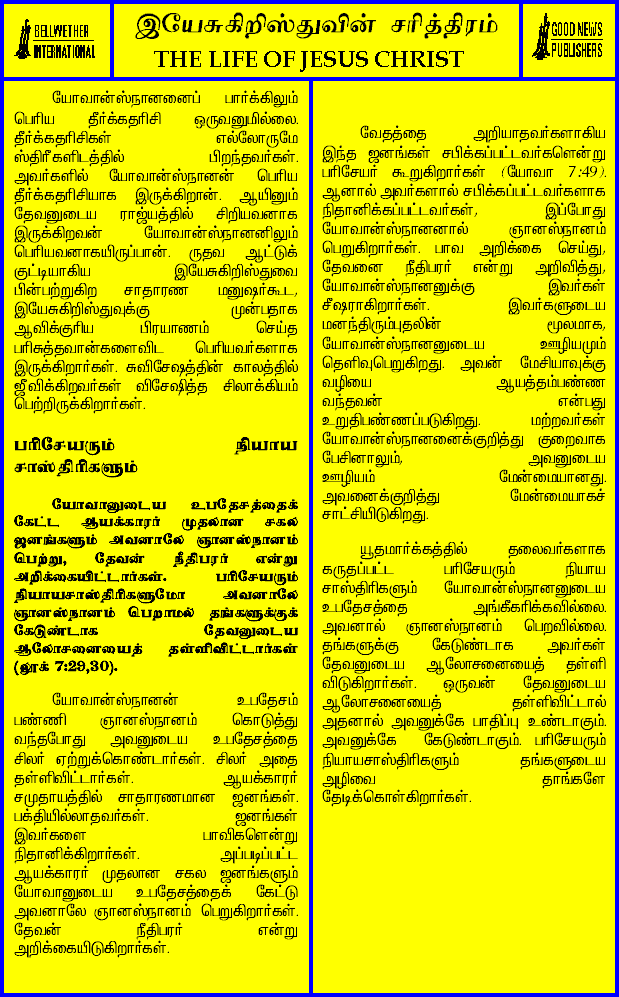 BELLWETHER
INTERNATIONAL
இயேசுகிறிஸ்துவின் சரித்திரம்
THE LIFE OF JESUS CHRIST
GOOD NEWS
PUBLISHERS
யோவான்ஸ்நானனைப் பார்க்கிலும்
பெரிய தீர்க்கதரிசி ஒருவனுமில்லை.
தீர்க்கதரிசிகள் எல்லோருமே
ஸ்திரீகளிடத்தில் பிறந்தவர்கள்.
அவர்களில் யோவான்ஸ்நானன் பெரிய
தீர்க்கதரிசியாக இருக்கிறான். ஆயினும்
தேவனுடைய ராஜ்யத்தில் சிறியவனாக
இருக்கிறவன் யோவான்ஸ்நானனிலும்
பெரியவனாகயிருப்பான். ருதவ ஆட்டுக்
குட்டியாகிய இயேசுகிறிஸ்துவை
பின்பற்றுகிற சாதாரண மனுஷர்கூட,
இயேசுகிறிஸ்துவுக்கு முன்பதாக
ஆவிக்குரிய பிரயாணம் செய்த
பரிசுத்தவான்களைவிட பெரியவர்களாக
இருக்கிறார்கள். சுவிசேஷத்தின் காலத்தில்
ஜீவிக்கிறவர்கள் விசேஷித்த சிலாக்கியம்
பெற்றிருக்கிறார்கள்.
பரிசேயரும் நியாய
சாஸ்திரிகளும்
யோவானுடைய உபதேசத்தைக்
கேட்ட ஆயக்காரர் முதலான சகல
ஜனங்களும் அவனாலே ஞானஸ்நானம்
பெற்று, தேவன் நீதிபரர் என்று
அறிக்கையிட்டார்கள். பரிசேயரும்
நியாயசாஸ்திரிகளுமோ அவனாலே
ஞானஸ்நானம் பெறாமல் தங்களுக்குக்
கேடுண்டாக தேவனுடைய
ஆலோசனையைத் தள்ளிவிட்டார்கள்
(லூக் 7:29,30).
யோவான்ஸ்நானன் உபதேசம்
பண்ணி ஞானஸ்நானம் கொடுத்து
வந்தபோது அவனுடைய உபதேசத்தை
சிலர் ஏற்றுக்கொண்டார்கள். சிலர் அதை
தள்ளிவிட்டார்கள். ஆயக்காரர்
சமுதாயத்தில் சாதாரணமான ஜனங்கள்.
பக்தியில்லாதவர்கள். ஜனங்கள்
இவர்களை பாவிகளென்று
நிதானிக்கிறார்கள். அப்படிப்பட்ட
ஆயக்காரர் முதலான சகல ஜனங்களும்
யோவானுடைய உபதேசத்தைக் கேட்டு
அவனாலே ஞானஸ்நானம் பெறுகிறார்கள்.
தேவன் நீதிபரர் என்று
அறிக்கையிடுகிறார்கள்.
வேதத்தை அறியாதவர்களாகிய
இந்த ஜனங்கள் சபிக்கப்பட்டவர்களென்று
பரிசேயர் கூறுகிறார்கள் (யோவா 7:49).
ஆனால் அவர்களால் சபிக்கப்பட்டவர்களாக
நிதானிக்கப்பட்டவர்கள், இப்போது
யோவான்ஸ்நானனால் ஞானஸ்நானம்
பெறுகிறார்கள். பாவ அறிக்கை செய்து,
தேவனை நீதிபரர் என்று அறிவித்து,
யோவான்ஸ்நானனுக்கு இவர்கள்
சீஷராகிறார்கள். இவர்களுடைய
மனந்திரும்புதலின் மூலமாக,
யோவான்ஸ்நானனுடைய ஊழியமும்
தெளிவுபெறுகிறது. அவன் மேசியாவுக்கு
வழியை ஆயத்தம்பண்ண
வந்தவன் என்பது
உறுதிபண்ணப்படுகிறது. மற்றவர்கள்
யோவான்ஸ்நானனைக்குறித்து குறைவாக
பேசினாலும், அவனுடைய
ஊழியம் மேன்மையானது.
அவனைக்குறித்து மேன்மையாகச்
சாட்சியிடுகிறது.
யூதமார்க்கத்தில் தலைவர்களாக
கருதப்பட்ட பரிசேயரும் நியாய
சாஸ்திரிகளும் யோவான்ஸ்நானனுடைய
உபதேசத்தை அங்கீகரிக்கவில்லை.
அவனால் ஞானஸ்நானம் பெறவில்லை.
தங்களுக்கு கேடுண்டாக அவர்கள்
தேவனுடைய ஆலோசனையைத் தள்ளி
விடுகிறார்கள். ஒருவன் தேவனுடைய
ஆலோசனையைத் தள்ளிவிட்டால்
அதனால் அவனுக்கே பாதிப்பு உண்டாகும்.
அவனுக்கே கேடுண்டாகும். பரிசேயரும்
நியாயசாஸ்திரிகளும் தங்களுடைய
அழிவை தாங்களே
தேடிக்கொள்கிறார்கள்.